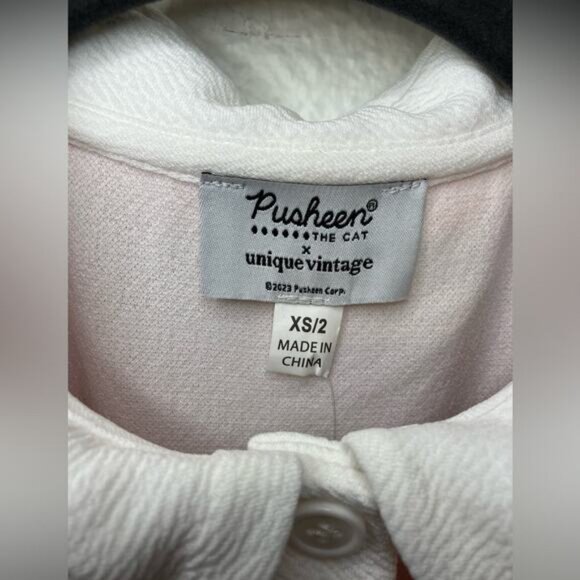 Pusheen®
THE CAT
x
unique vintage
©2023 Pusheen Corp.
XS/2
MADE IN
CHINA